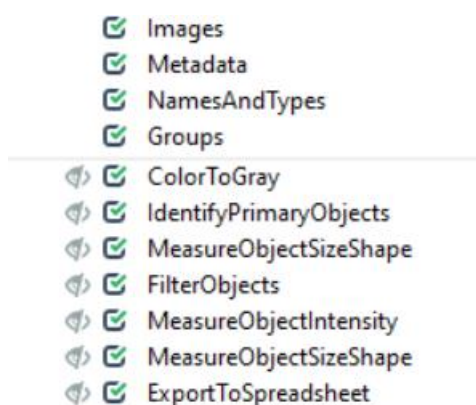 Images
Metadata
NamesAndTypes
Groups
ColorToGray
IdentifyPrimaryObjects
MeasureObjectSizeShape
FilterObjects
MeasureObjectIntensity
MeasureObjectSizeShape
ExportToSpreadsheet